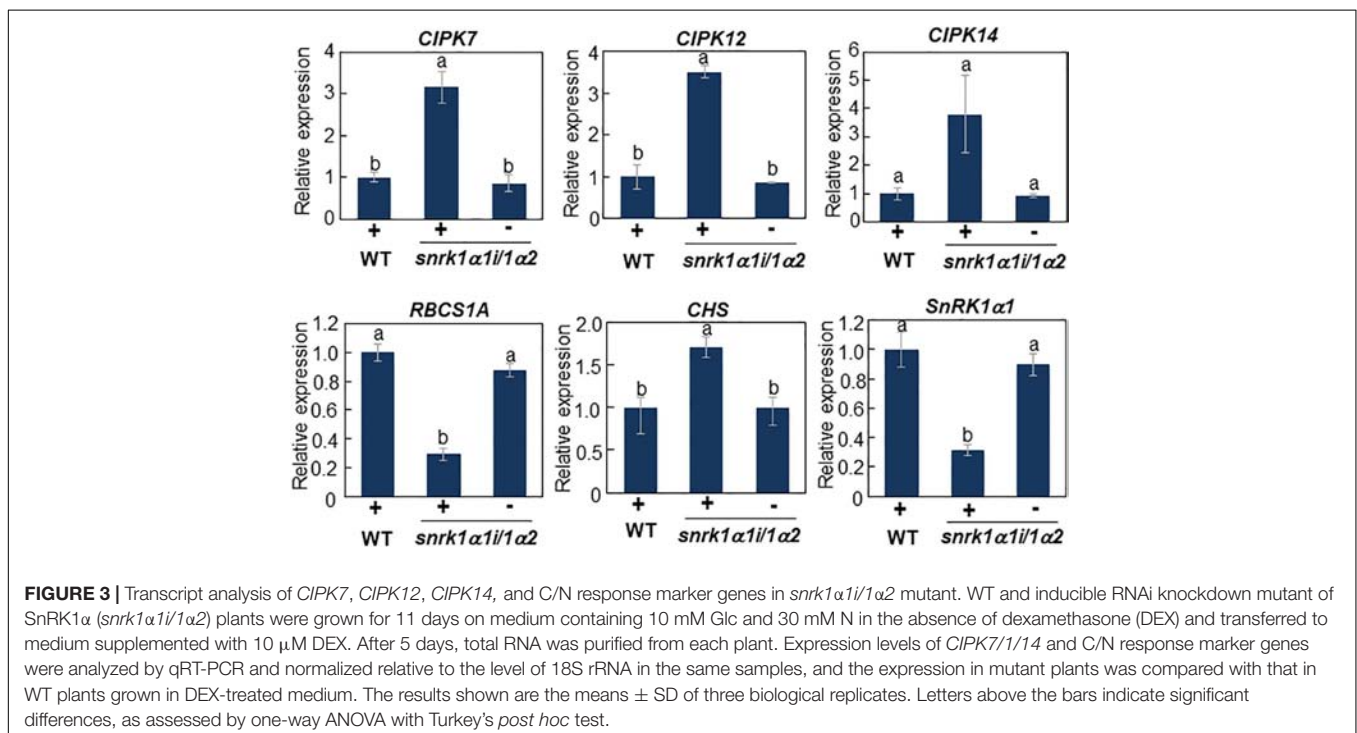 CIPK7
CIPK12
CIPK14
Relative expression
4
3
2
1
0
b
a
b
+
+
-
WT
snrk1α1i/1α2
Relative expression
4
3
2
1
0
b
a
b
+
+
-
WT
snrk1α1i/1α2
Relative expression
6
5
4
3
2
1
0
a
a
a
+
+
-
WT
snrk1α1i/1α2
RBCS1A
CHS
SnRK1α1
Relative expression
1.2
1.0
0.8
0.6
0.4
0.2
0
a
b
a
+
+
-
WT
snrk1α1i/1α2
Relative expression
2.0
1.5
1.0
0.5
0
b
a
b
+
+
-
WT
snrk1α1i/1α2
Relative expression
1.2
1.0
0.8
0.6
0.4
0.2
0
a
b
a
+
+
-
WT
snrk1α1i/1α2
FIGURE 3 | Transcript analysis of CIPK7, CIPK12, CIPK14, and C/N response marker genes in snrk1α1i/1α2 mutant. WT and inducible RNAi knockdown mutant of
SnRK1α (snrk1α1i/1α2) plants were grown for 11 days on medium containing 10 mM Glc and 30 mM N in the absence of dexamethasone (DEX) and transferred to
medium supplemented with 10 μM DEX. After 5 days, total RNA was purified from each plant. Expression levels of CIPK7/1/14 and C/N response marker genes
were analyzed by qRT-PCR and normalized relative to the level of 18S rRNA in the same samples, and the expression in mutant plants was compared with that in
WT plants grown in DEX-treated medium. The results shown are the means ± SD of three biological replicates. Letters above the bars indicate significant
differences, as assessed by one-way ANOVA with Turkey's post hoc test.